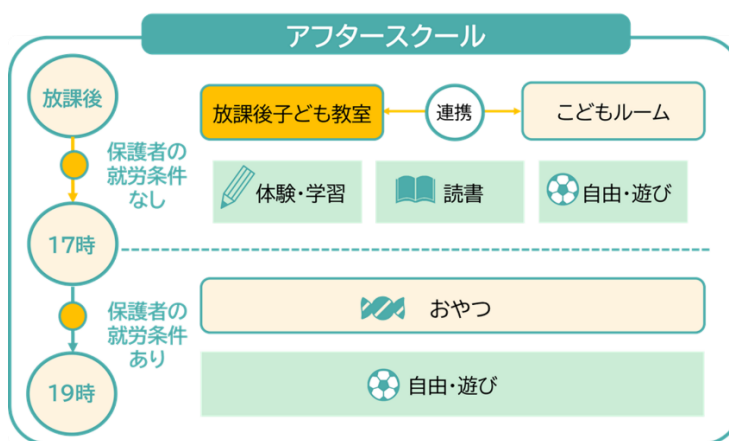 アフタースクール
放課後
放課後子ども教室
連携
こどもルーム
保護者の
就労条件
なし
体験・学習
読書
自由・遊び
17時
おやつ
保護者の
就労条件
あり
19時
自由・遊び